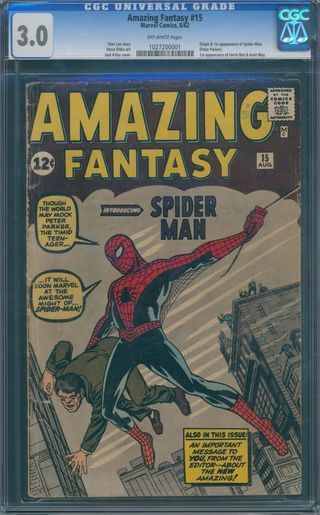 CGC UNIVERSAL GRADE
3.0
Amazing Fantasy #15
Marvel Comics, 8/62
OFF-WHITE Pages
1027200001
Stan Lee story
Steve Ditko art
Jack Kirby cover
Origin & 1st appearance of Spider-Man
(Peter Parker).
1st appearance of Uncle Ben & Aunt May.
CGC
APPROVED
BY THE
COMICS
CODE
AUTHORITY
AMAZING
MC
12¢
FANTASY
15
AUG.
INTRODUCING
SPIDER
MAN
THOUGH
THE WORLD
MAY MOCK
PETER
PARKER,
THE TIMID
TEEN-
AGER...
...IT WILL
SOON MARVEL
AT THE
AWESOME
MIGHT OF...
SPIDER-MAN!
ALSO IN THIS ISSUE:
AN IMPORTANT
MESSAGE TO
YOU, FROM THE
EDITOR--ABOUT
THE NEW
AMAZING!